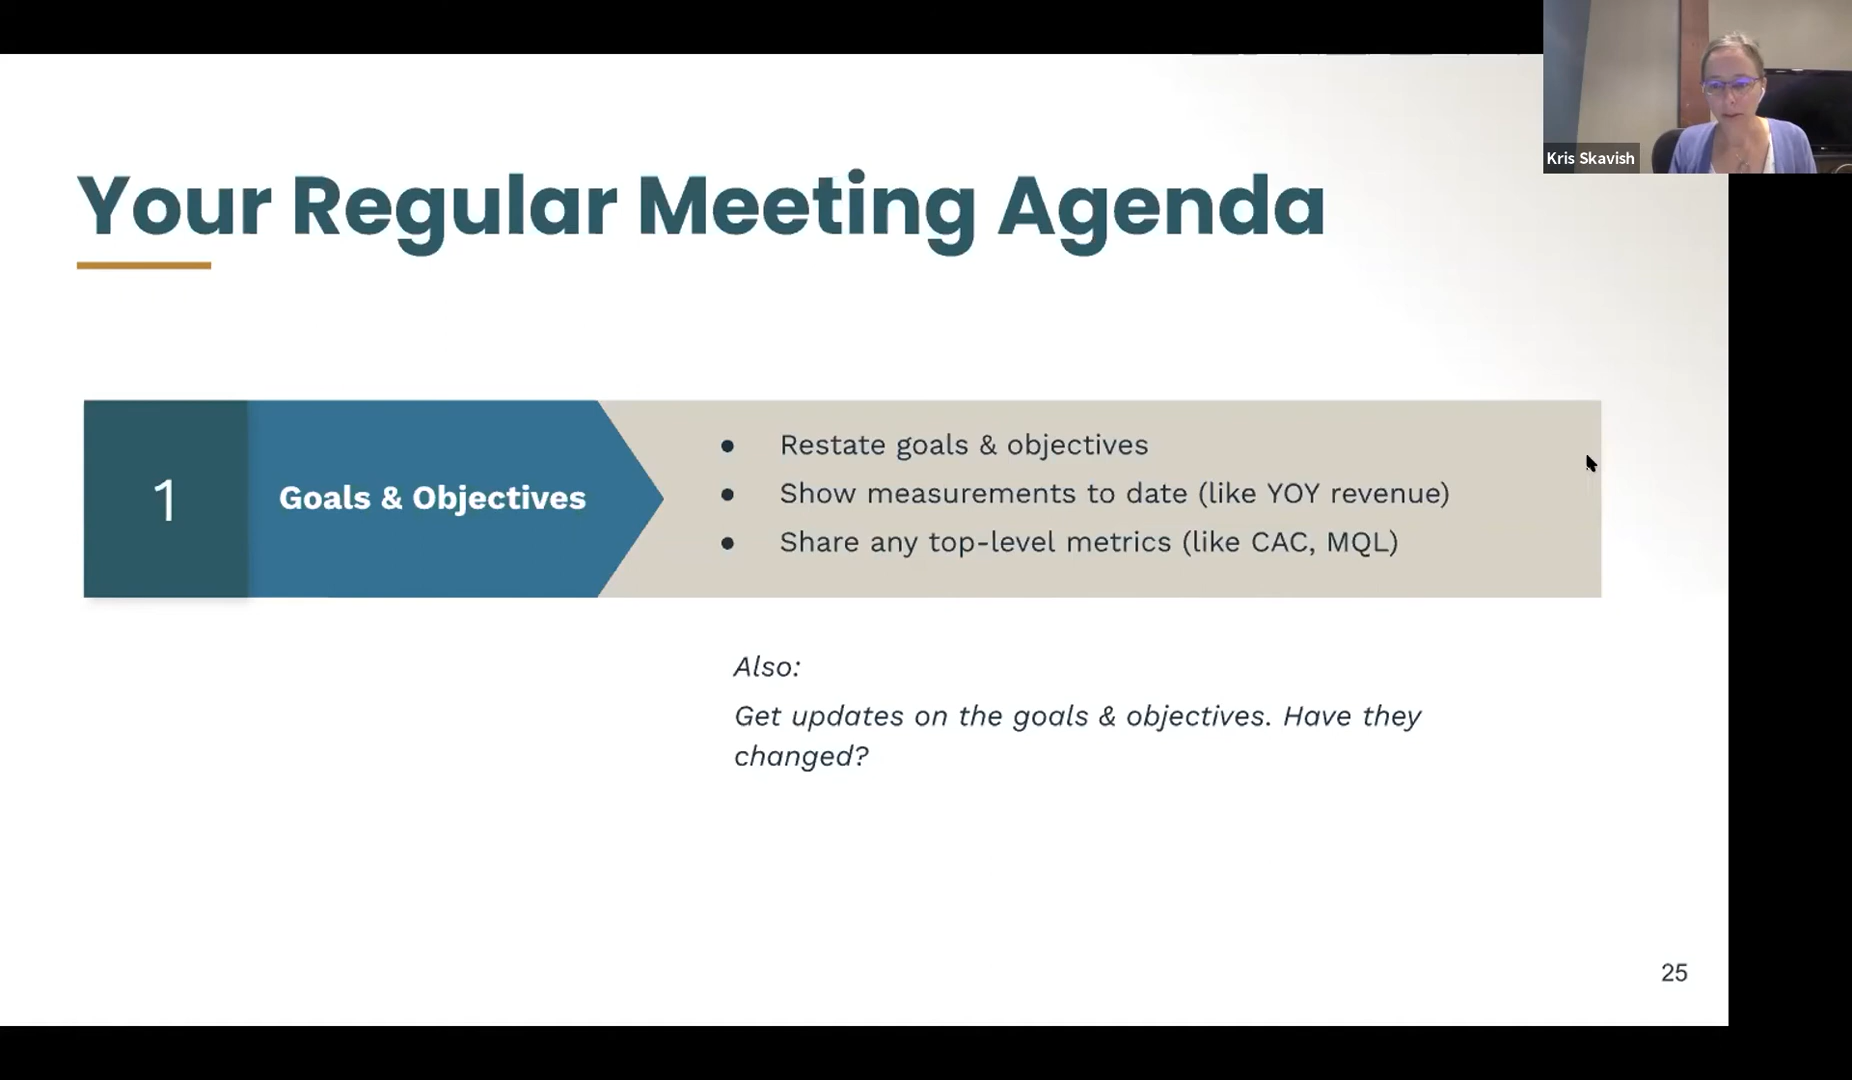 Kris Skavish
Your Regular Meeting Agenda
1
Goals & Objectives
● Restate goals & objectives
● Show measurements to date (like YOY revenue)
● Share any top-level metrics (like CAC, MQL)
Also:
Get updates on the goals & objectives. Have they
changed?
25